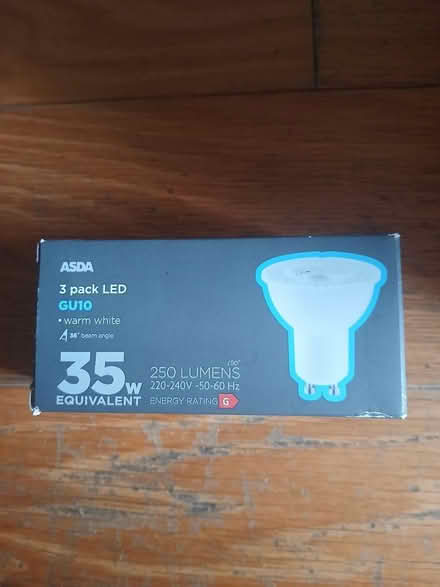 ASDA
3 pack LED
GU10
• warm white
36° beam angle
35W
EQUIVALENT
/90°
250 LUMENS
220-240V ~50-60 Hz
ENERGY RATING G